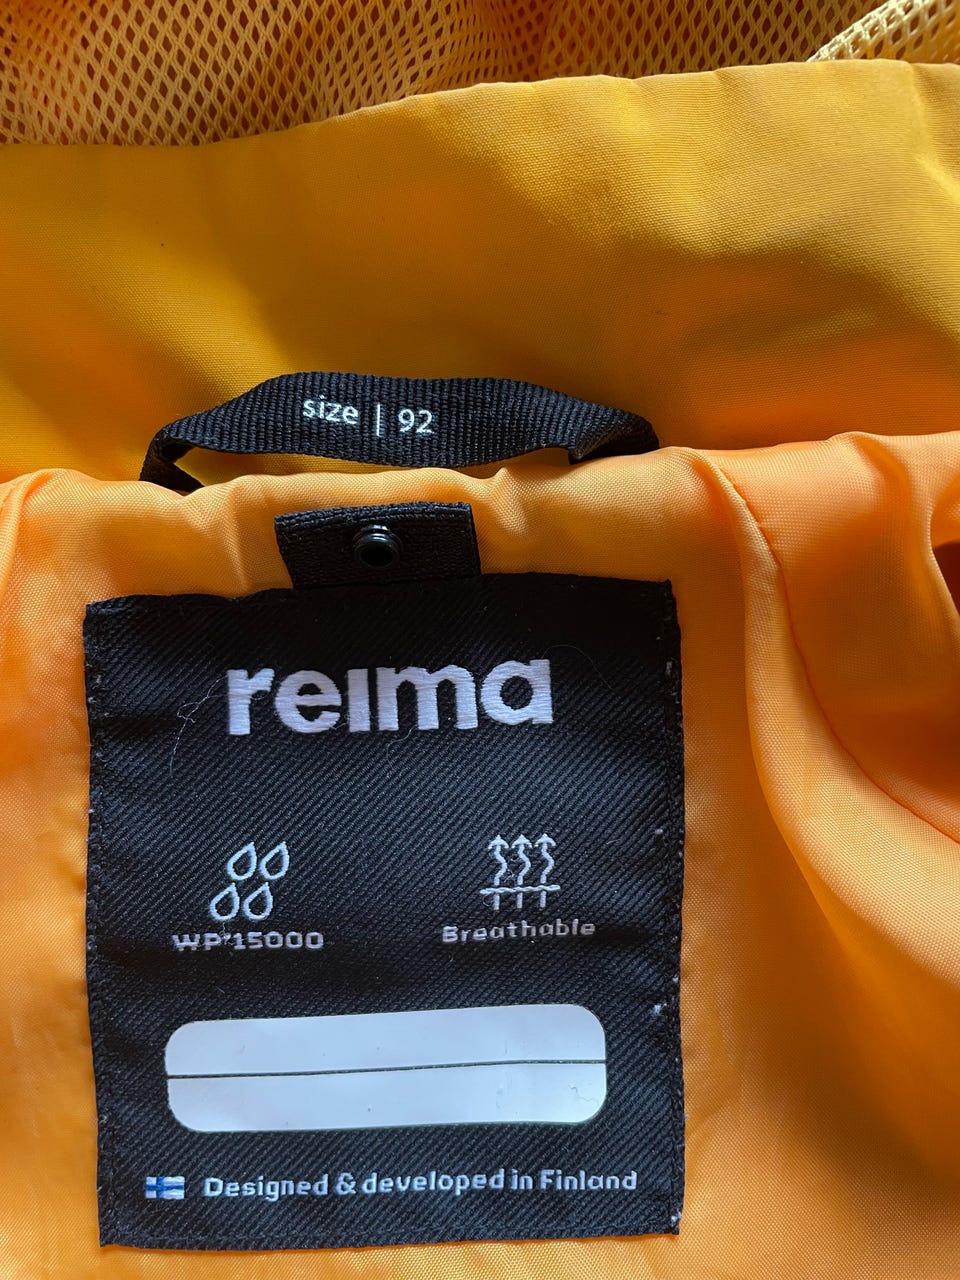 size | 92
reima
WP 15000
Breathable
Designed & developed in Finland